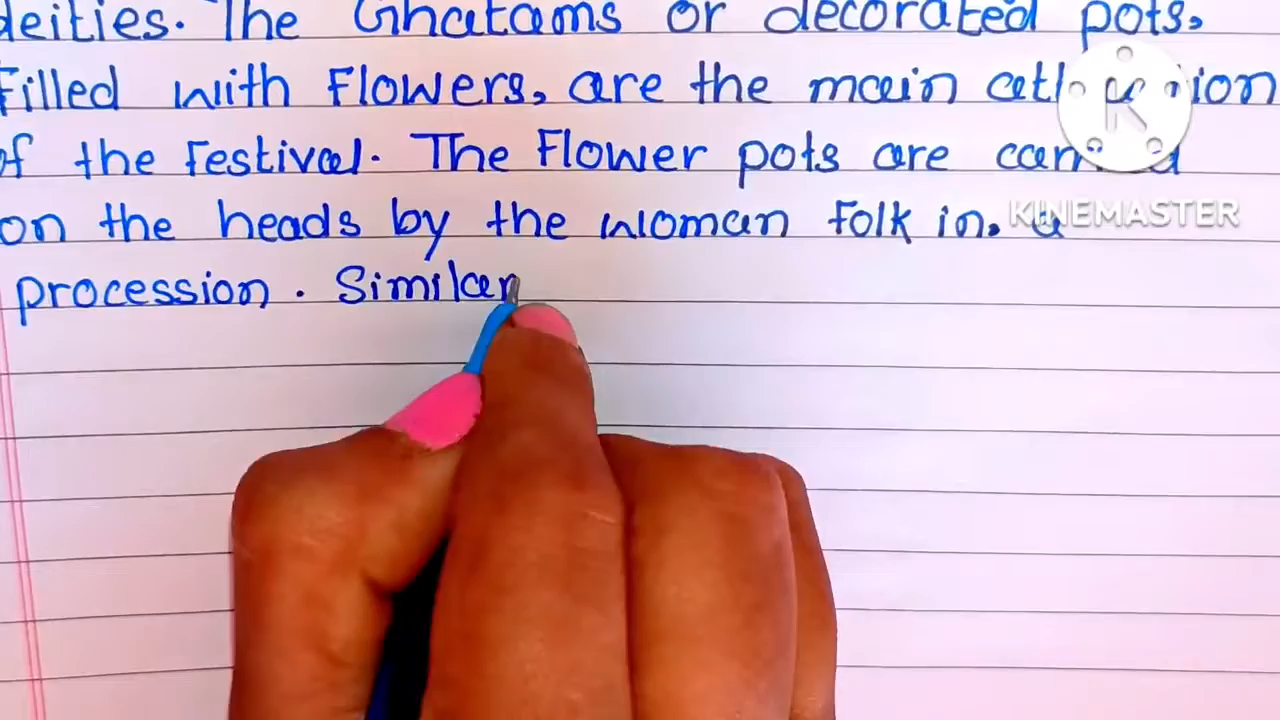 deities. The Ghatams or decorated pots,
filled with Flowers, are the main
of the Festival. The Flower pots are
on the heads by the woman folk in. a
KINEMASTER
procession. Similar